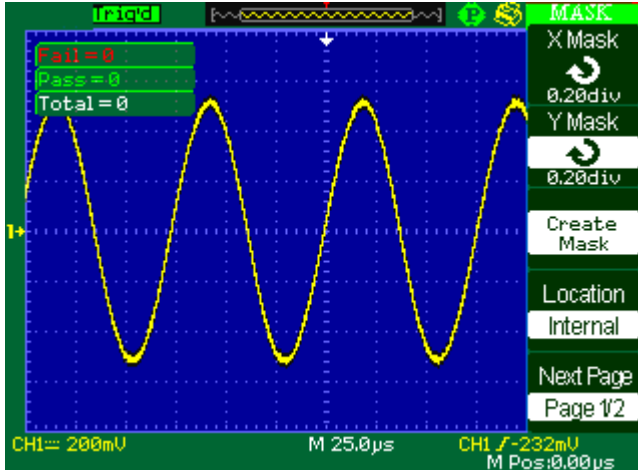 Trig'd P MASK
Fail=0
Pass=0
Total=0
X Mask
0.20div
Y Mask
0.20div
Create
Mask
Location
Internal
Next Page
Page 1/2
1
CH1 200mV M 25.0µs CH1 -232mV
M Pos:0.00µs